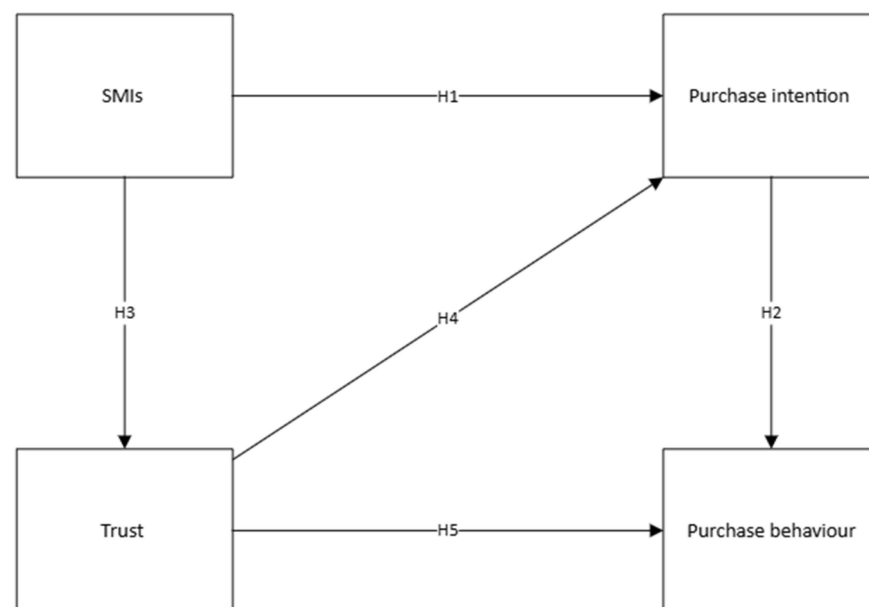 SMIs
H1
Purchase intention
H3
H4
H2
Trust
H5
Purchase behaviour